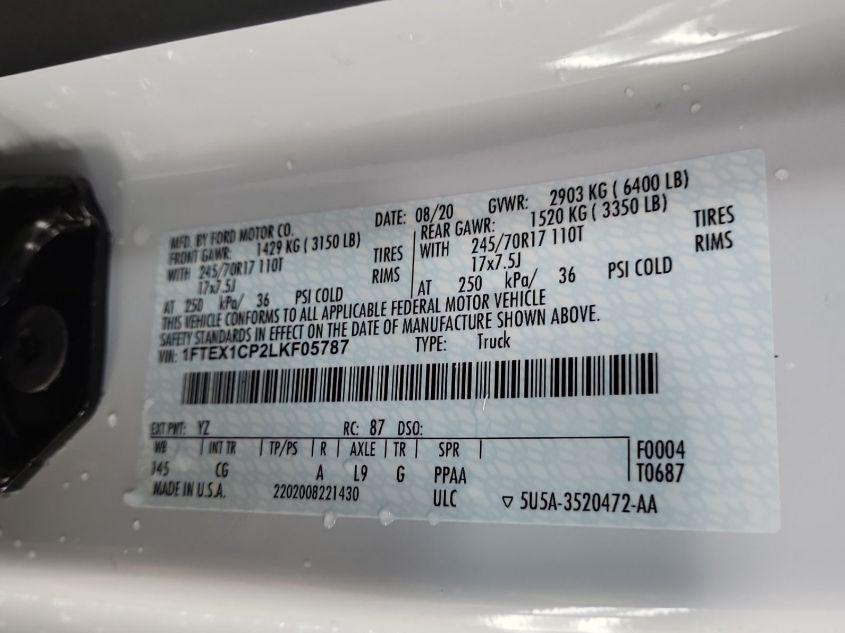 MFD. BY FORD MOTOR CO. DATE: 08/20 GVWR: 2903 KG ( 6400 LB)
FRONT GAWR: 1429 KG ( 3150 LB) REAR GAWR: 1520 KG ( 3350 LB)
WITH 245/70R17 110T TIRES WITH 245/70R17 110T TIRES
17x7.5J RIMS 17x7.5J RIMS
AT 250 kPa/ 36 PSI COLD AT 250 kPa/ 36 PSI COLD
THIS VEHICLE CONFORMS TO ALL APPLICABLE FEDERAL MOTOR VEHICLE
SAFETY STANDARDS IN EFFECT ON THE DATE OF MANUFACTURE SHOWN ABOVE.
VIN: 1FTEX1CP2LKF05787 TYPE: Truck
EXT PNT: YZ RC: 87 DSO:
WB INT TR TP/PS R AXLE TR SPR F0004
145 CG A L9 G PPAA T0687
MADE IN U.S.A. 2202008221430 ULC ▽ 5U5A-3520472-AA